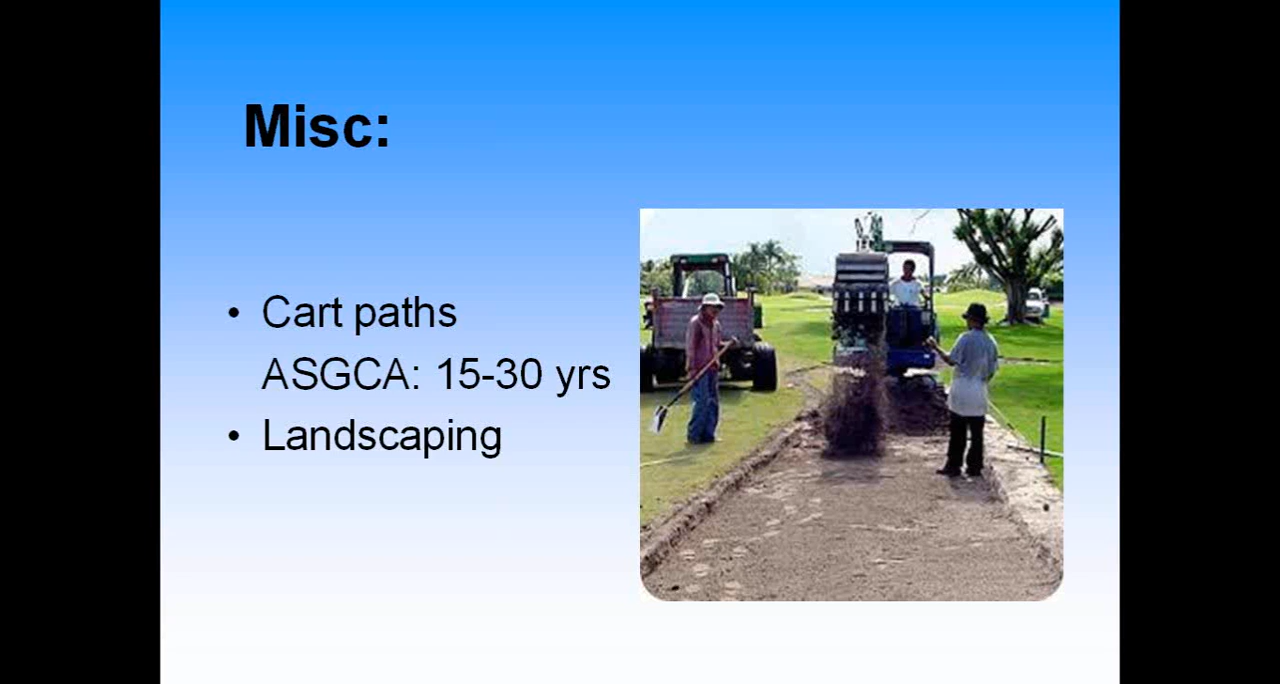 Misc:
• Cart paths
ASGCA: 15-30 yrs
• Landscaping